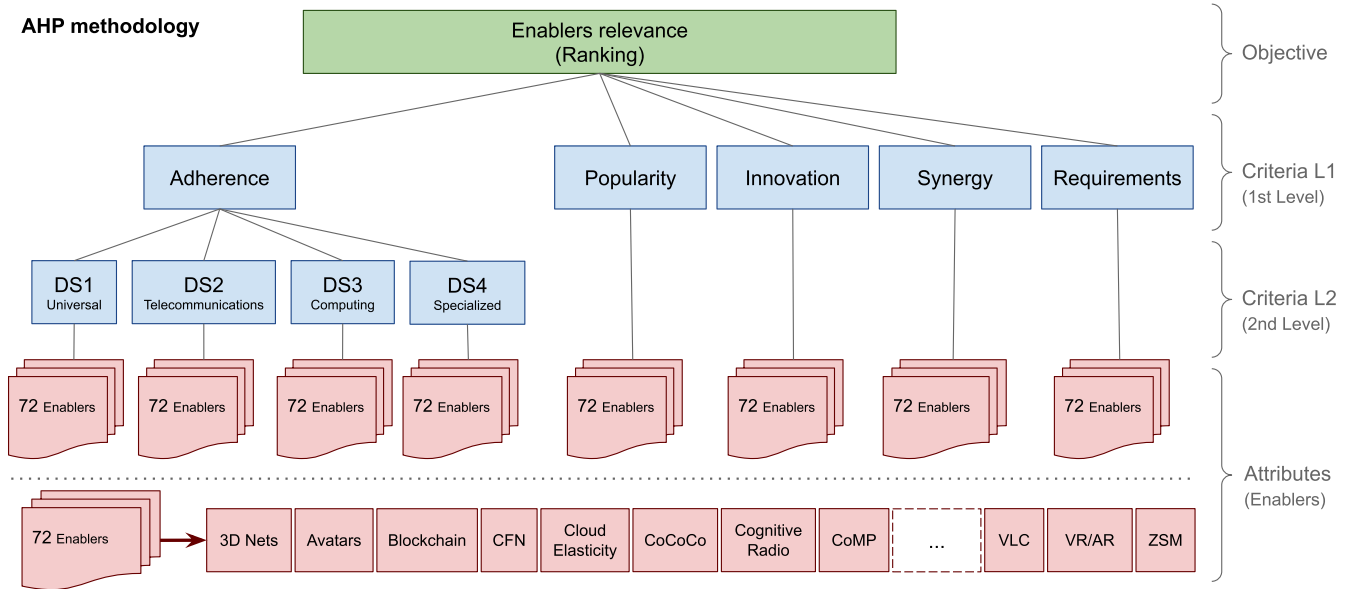 AHP methodology
Enablers relevance
(Ranking)
Objective
Adherence
Popularity
Innovation
Synergy
Requirements
Criteria L1
(1st Level)
DS1
Universal
DS2
Telecommunications
DS3
Computing
DS4
Specialized
Criteria L2
(2nd Level)
72 Enablers
72 Enablers
72 Enablers
72 Enablers
72 Enablers
72 Enablers
72 Enablers
72 Enablers
Attributes
(Enablers)
72 Enablers
3D Nets
Avatars
Blockchain
CFN
Cloud
Elasticity
CoCoCo
Cognitive
Radio
CoMP
...
VLC
VR/AR
ZSM